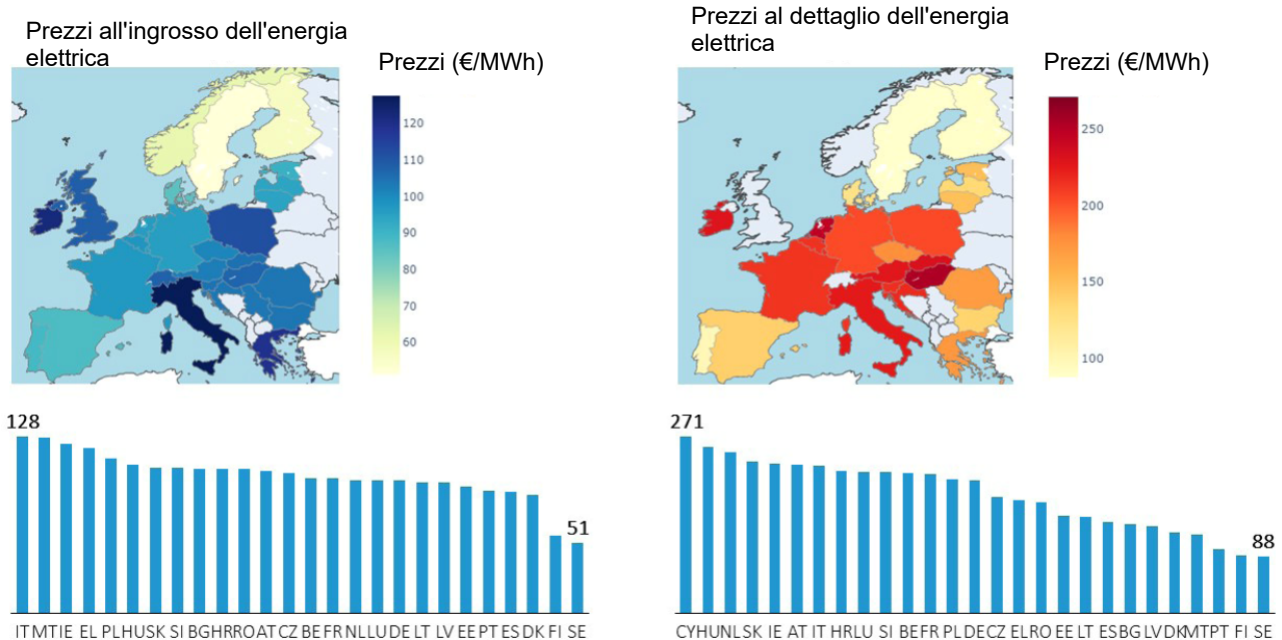 Prezzi all'ingrosso dell'energia
elettrica
Prezzi (€/MWh)
120
110
100
90
80
70
60
Prezzi al dettaglio dell'energia
elettrica
Prezzi (€/MWh)
250
200
150
100
128
51
IT MT IE EL PL HU SK SI BG HR RO AT CZ BE FR NL LU DE LT LV EE PT ES DK FI SE
271
88
CY HU NL SK IE AT IT HR LU SI BE FR PL DE CZ EL RO EE LT ES BG LV DK MT PT FI SE